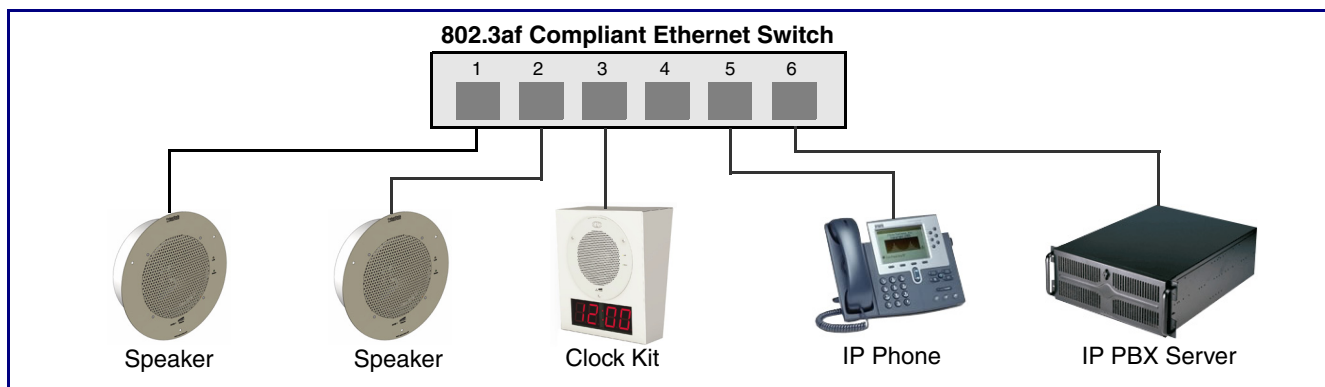 802.3af Compliant Ethernet Switch
1 2 3 4 5 6
12:00
Speaker Speaker Clock Kit IP Phone IP PBX Server